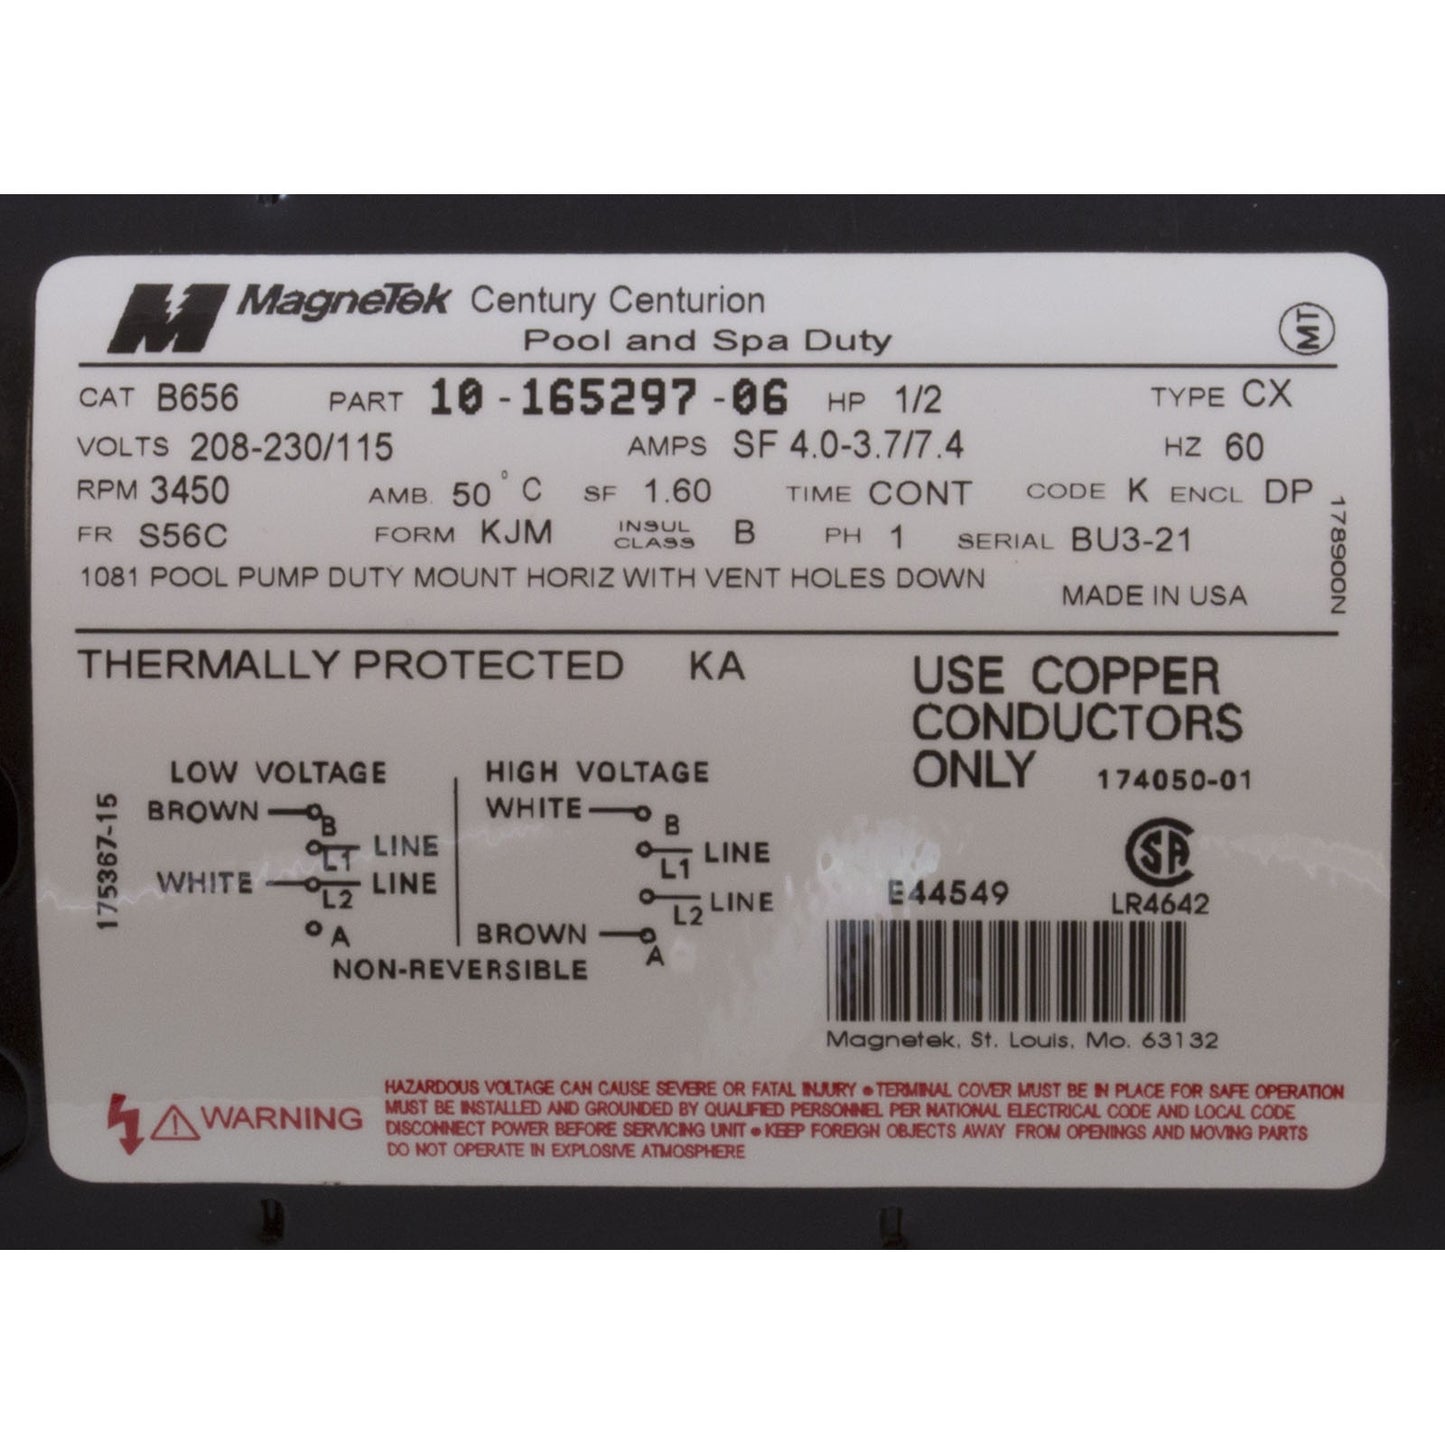 MagneTek Century Centurion
Pool and Spa Duty
MT
CAT B656 PART 10-165297-06 HP 1/2 TYPE CX
VOLTS 208-230/115 AMPS SF 4.0-3.7/7.4 HZ 60
RPM 3450 AMB. 50°C SF 1.60 TIME CONT CODE K ENCL DP
FR S56C FORM KJM INSUL CLASS B PH 1 SERIAL BU3-21
1081 POOL PUMP DUTY MOUNT HORIZ WITH VENT HOLES DOWN
MADE IN USA
178900N
THERMALLY PROTECTED KA
USE COPPER
CONDUCTORS
ONLY 174050-01
175367-15
LOW VOLTAGE
BROWN B
L1 LINE
WHITE L2 LINE
A
HIGH VOLTAGE
WHITE B
L1 LINE
L2 LINE
BROWN A
NON-REVERSIBLE
E44549
SA
LR4642
Magnetek, St. Louis, Mo. 63132
WARNING
HAZARDOUS VOLTAGE CAN CAUSE SEVERE OR FATAL INJURY • TERMINAL COVER MUST BE IN PLACE FOR SAFE OPERATION
MUST BE INSTALLED AND GROUNDED BY QUALIFIED PERSONNEL PER NATIONAL ELECTRICAL CODE AND LOCAL CODE
DISCONNECT POWER BEFORE SERVICING UNIT • KEEP FOREIGN OBJECTS AWAY FROM OPENINGS AND MOVING PARTS
DO NOT OPERATE IN EXPLOSIVE ATMOSPHERE